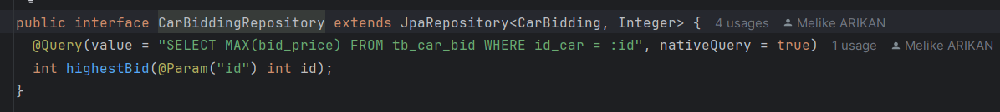 public interface CarBiddingRepository extends JpaRepository<CarBidding, Integer> { 4 usages Melike ARIKAN
@Query(value = "SELECT MAX(bid_price) FROM tb_car_bid WHERE id_car = :id", nativeQuery = true) 1 usage Melike ARIKAN
int highestBid(@Param("id") int id);
}